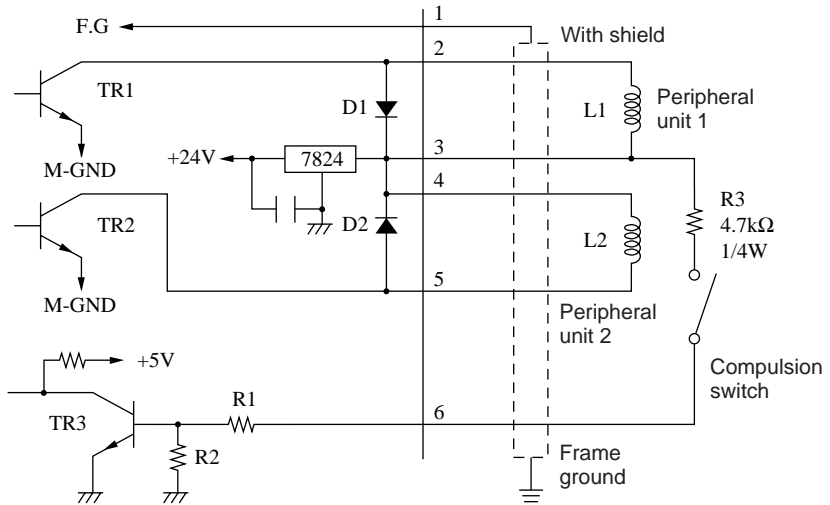 F.G
1
With shield
2
TR1
D1
L1
Peripheral
unit 1
M-GND
+24V
7824
3
4
R3
4.7kΩ
1/4W
TR2
D2
L2
M-GND
5
Peripheral
unit 2
+5V
Compulsion
switch
TR3
R1
6
R2
Frame
ground